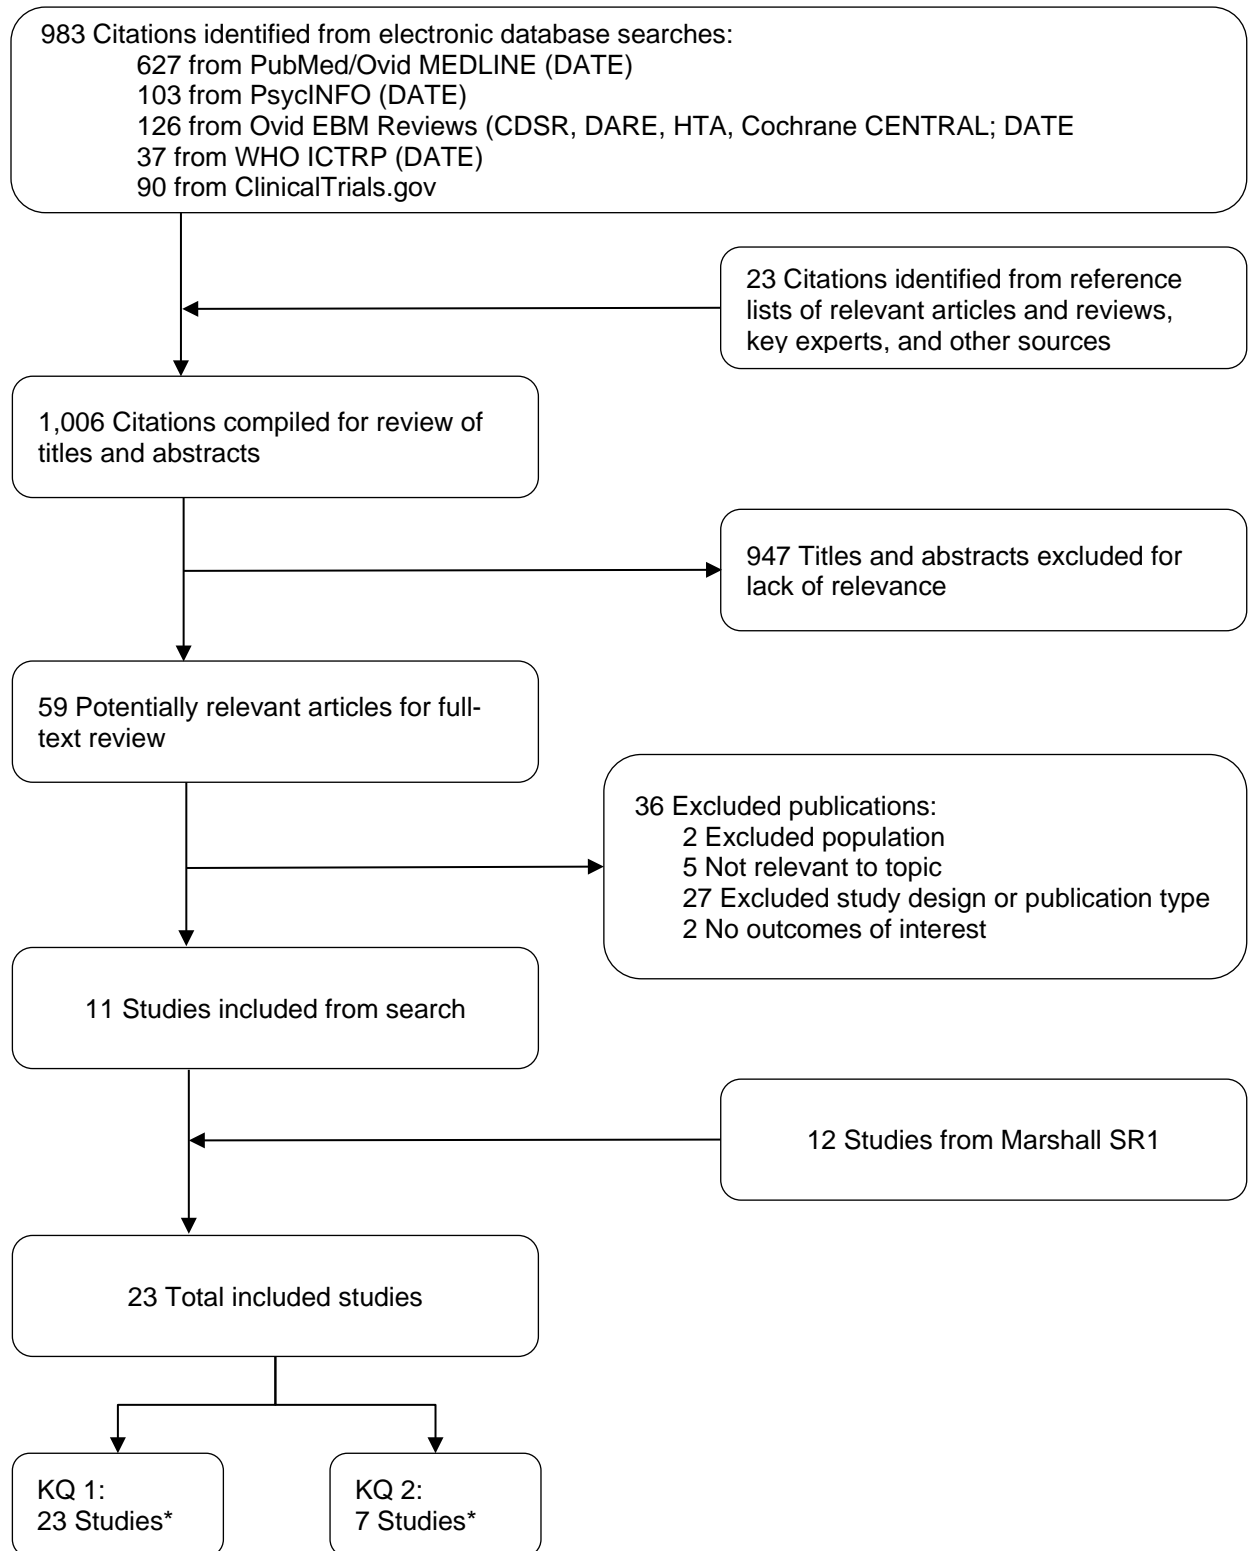 983 Citations identified from electronic database searches:
627 from PubMed/Ovid MEDLINE (DATE)
103 from PsycINFO (DATE)
126 from Ovid EBM Reviews (CDSR, DARE, HTA, Cochrane CENTRAL; DATE
37 from WHO ICTRP (DATE)
90 from ClinicalTrials.gov
23 Citations identified from reference
lists of relevant articles and reviews,
key experts, and other sources
1,006 Citations compiled for review of
titles and abstracts
947 Titles and abstracts excluded for
lack of relevance
59 Potentially relevant articles for full-
text review
36 Excluded publications:
2 Excluded population
5 Not relevant to topic
27 Excluded study design or publication type
2 No outcomes of interest
11 Studies included from search
12 Studies from Marshall SR1
23 Total included studies
KQ 1:
23 Studies*
KQ 2:
7 Studies*